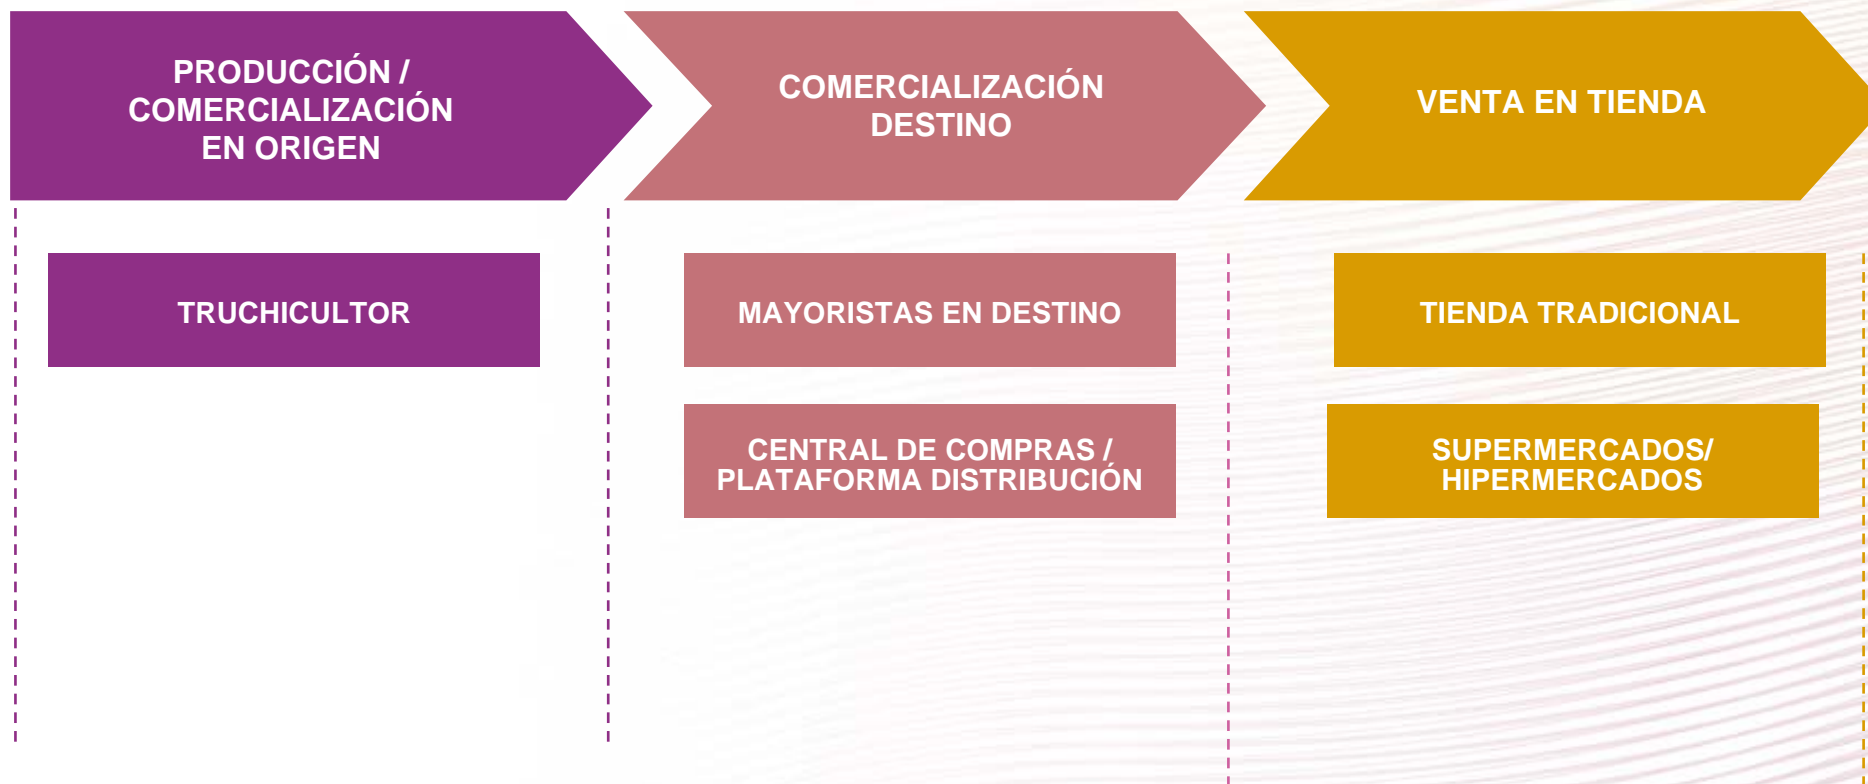 PRODUCCIÓN /
COMERCIALIZACIÓN
EN ORIGEN
COMERCIALIZACIÓN
DESTINO
VENTA EN TIENDA
TRUCHICULTOR
MAYORISTAS EN DESTINO
TIENDA TRADICIONAL
CENTRAL DE COMPRAS /
PLATAFORMA DISTRIBUCIÓN
SUPERMERCADOS/
HIPERMERCADOS